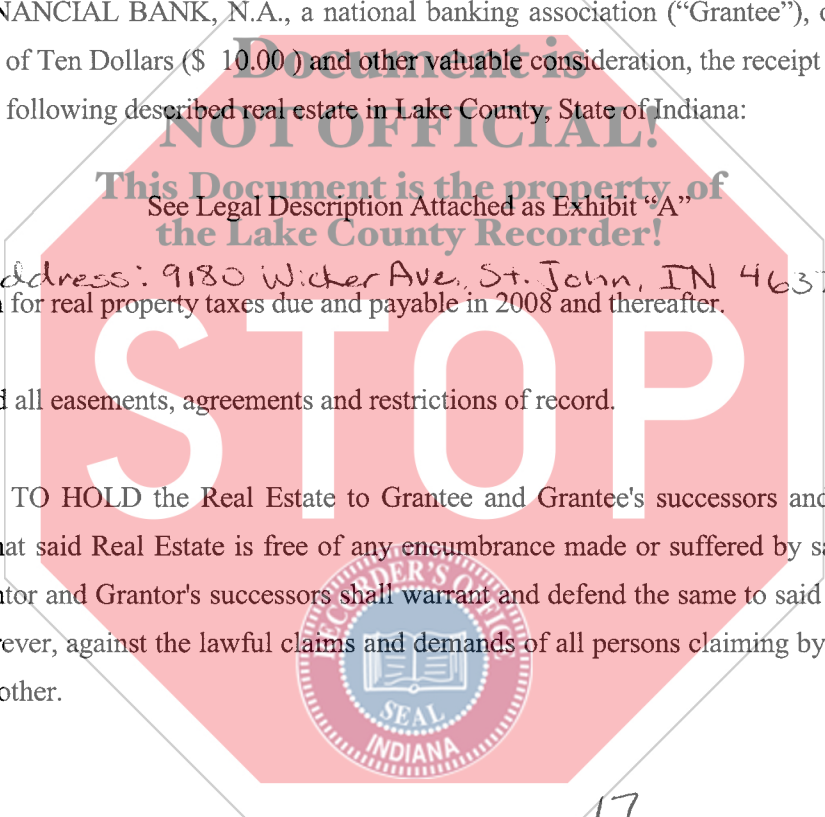 NANCIAL BANK, N.A., a national banking association (“Grantee”),
of Ten Dollars ($ 10.00 ) and other valuable consideration, the receipt
Document is
following described real estate in Lake County, State of Indiana:
NOT OFFICIAL!
This Document is the property of
See Legal Description Attached as Exhibit “A”
the Lake County Recorder!
ddress: 9180 Wicker Ave, St. John, IN 4637
for real property taxes due and payable in 2008 and thereafter.
STOP
all easements, agreements and restrictions of record.
TO HOLD the Real Estate to Grantee and Grantee's successors and
hat said Real Estate is free of any encumbrance made or suffered by sa
ntor and Grantor's successors shall warrant and defend the same to said
ever, against the lawful claims and demands of all persons claiming by
other.
RECORDER'S OFFICE
SEAL
INDIANA
17